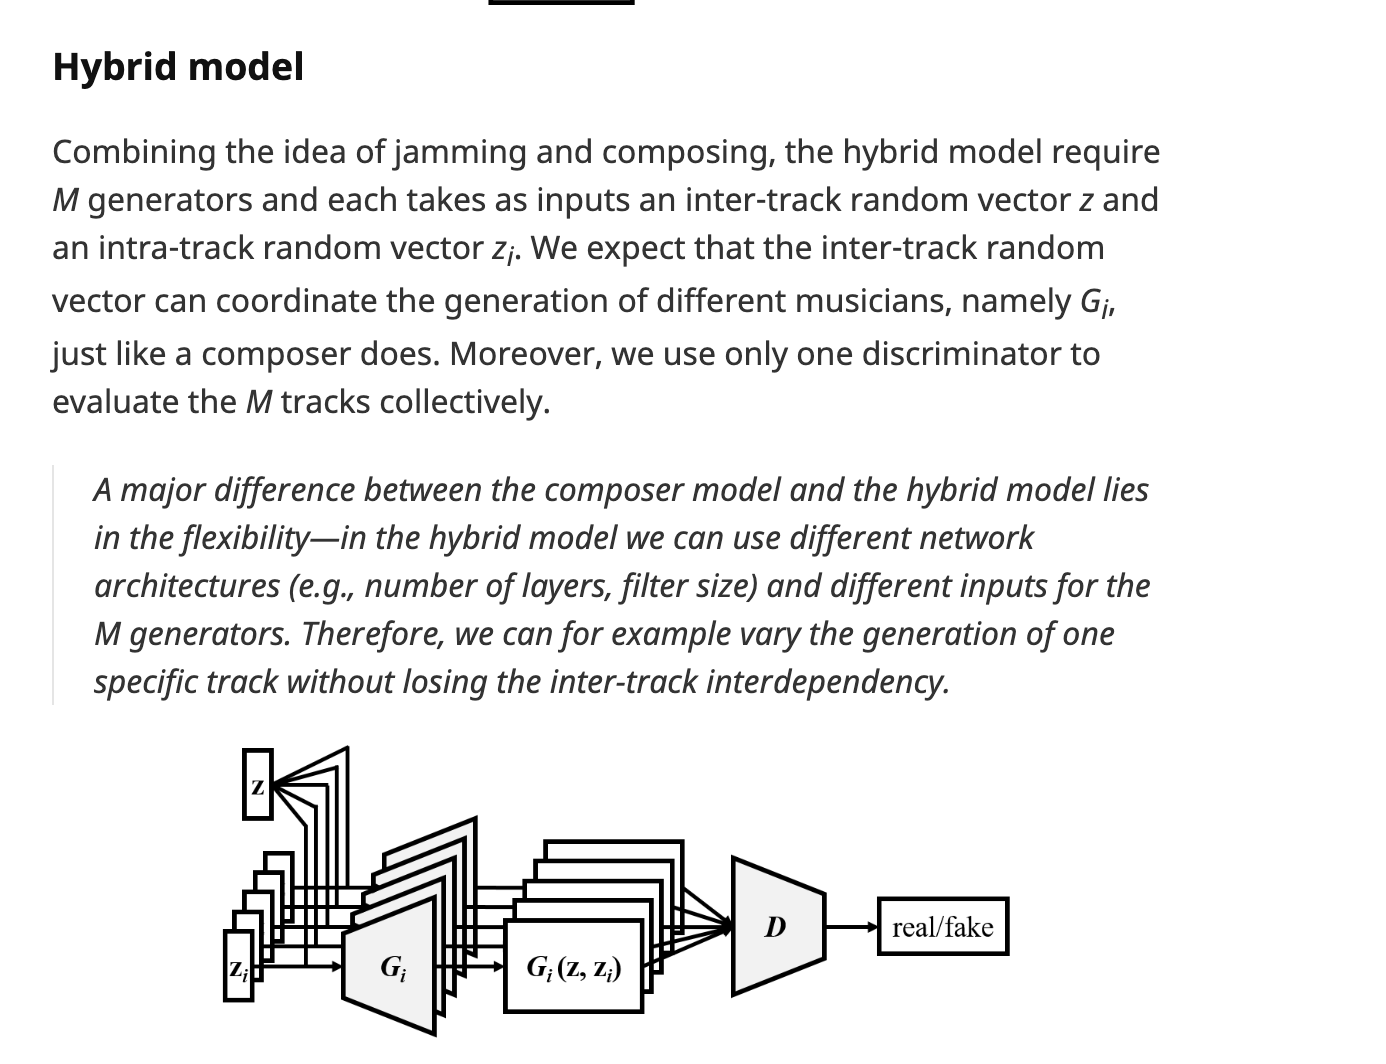 Hybrid model
Combining the idea of jamming and composing, the hybrid model require
M generators and each takes as inputs an inter-track random vector z and
an intra-track random vector zi. We expect that the inter-track random
vector can coordinate the generation of different musicians, namely Gi,
just like a composer does. Moreover, we use only one discriminator to
evaluate the M tracks collectively.
A major difference between the composer model and the hybrid model lies
in the flexibility—in the hybrid model we can use different network
architectures (e.g., number of layers, filter size) and different inputs for the
M generators. Therefore, we can for example vary the generation of one
specific track without losing the inter-track interdependency.
z
zi
Gi
Gi (z, zi)
D
real/fake